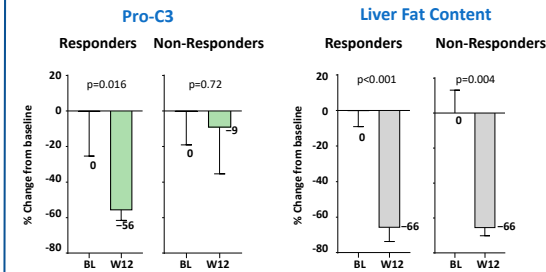 Pro-C3
Liver Fat Content
Responders
Non-Responders
Responders
Non-Responders
% Change from baseline
20
0
-20
-40
-60
-80
p=0.016
0
−56
BL
W12
p=0.72
0
−9
BL
W12
% Change from baseline
20
0
-20
-40
-60
-80
p<0.001
0
−66
BL
W12
p=0.004
0
−66
BL
W12